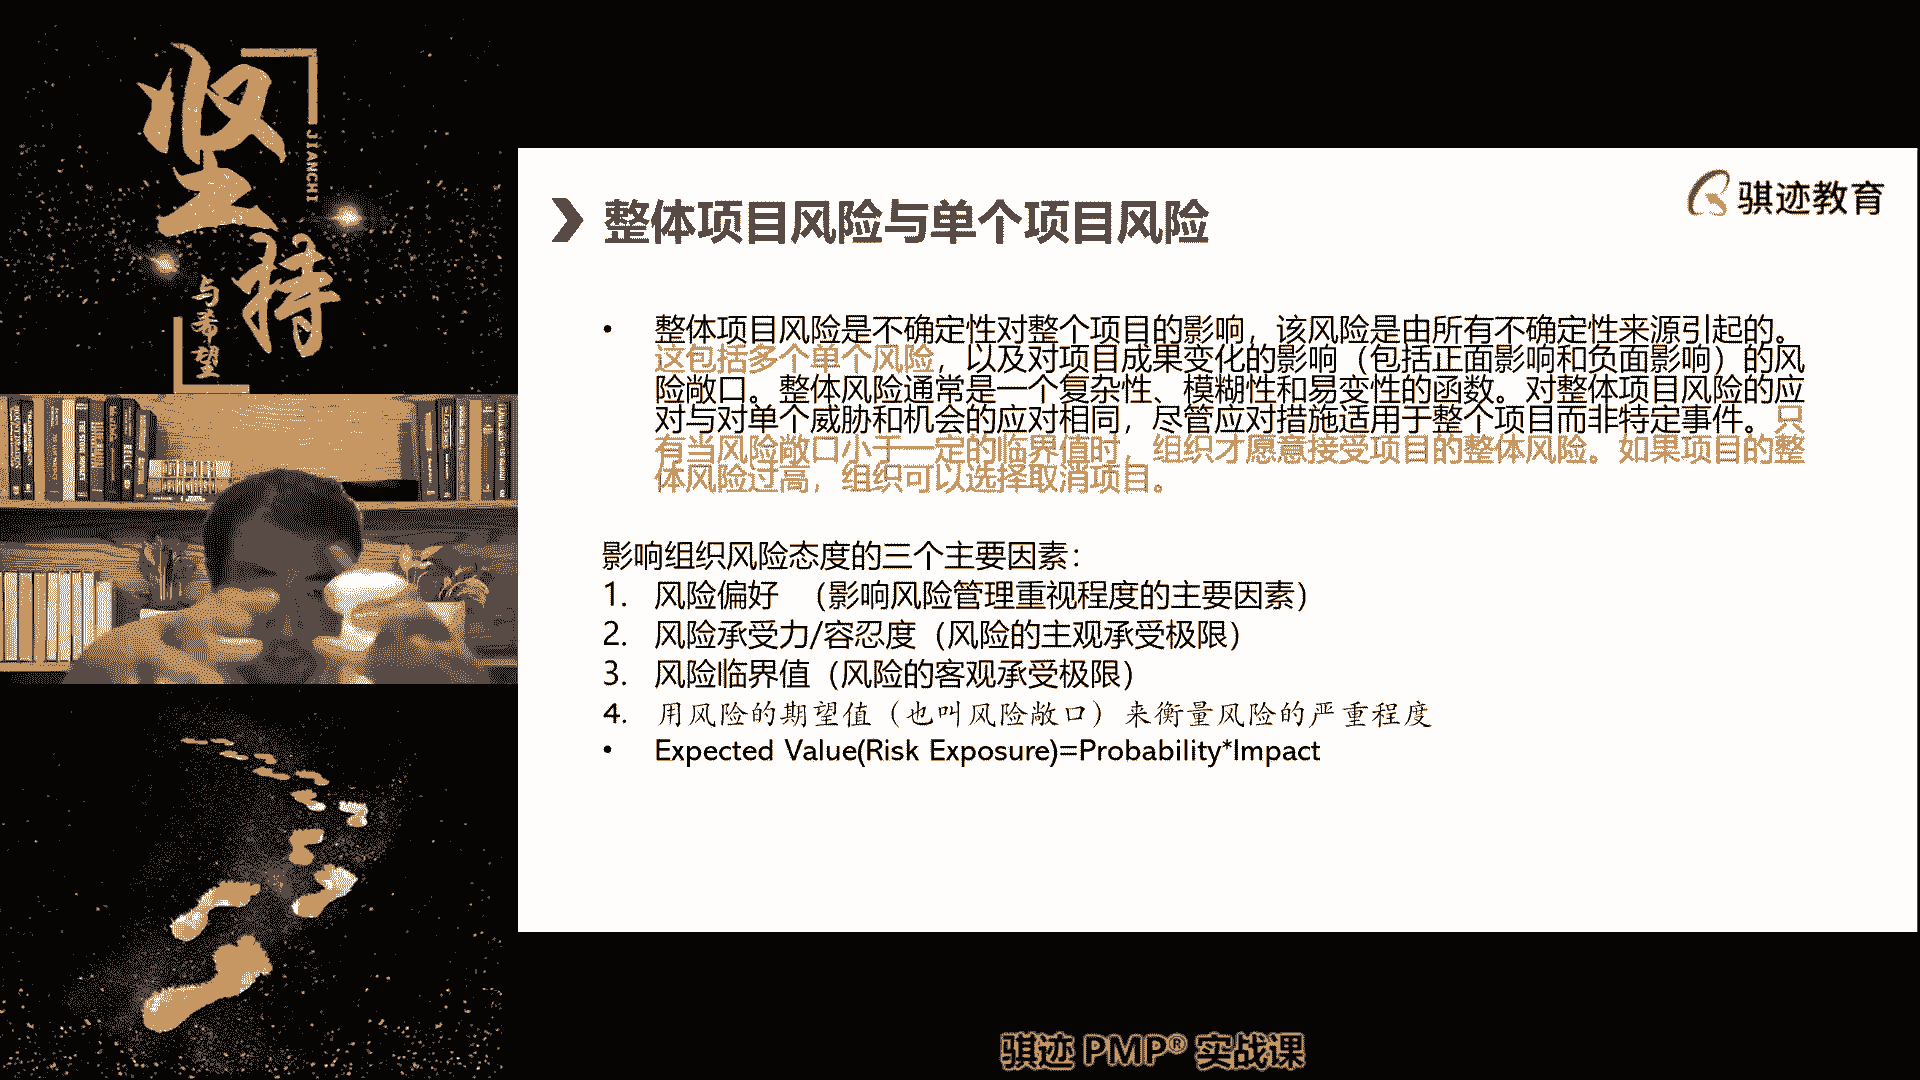 坚持
JIANCHI
与希望
骐迹教育
整体项目风险与单个项目风险
• 整体项目风险是不确定性对整个项目的影响，该风险是由所有不确定性来源引起的。
这包括多个单个风险，以及对项目成果变化的影响（包括正面影响和负面影响）的风
险敞口。整体风险通常是一个复杂性、模糊性和易变性的函数。对整体项目风险的应
对与对单个威胁和机会的应对相同，尽管应对措施适用于整个项目而非特定事件。只
有当风险敞口小于一定的临界值时，组织才愿意接受项目的整体风险。如果项目的整
体风险过高，组织可以选择取消项目。
影响组织风险态度的三个主要因素：
1. 风险偏好 （影响风险管理重视程度的主要因素）
2. 风险承受力/容忍度（风险的主观承受极限）
3. 风险临界值（风险的客观承受极限）
4. 用风险的期望值（也叫风险敞口）来衡量风险的严重程度
• Expected Value(Risk Exposure)=Probability*Impact
骐迹 PMP® 实战课